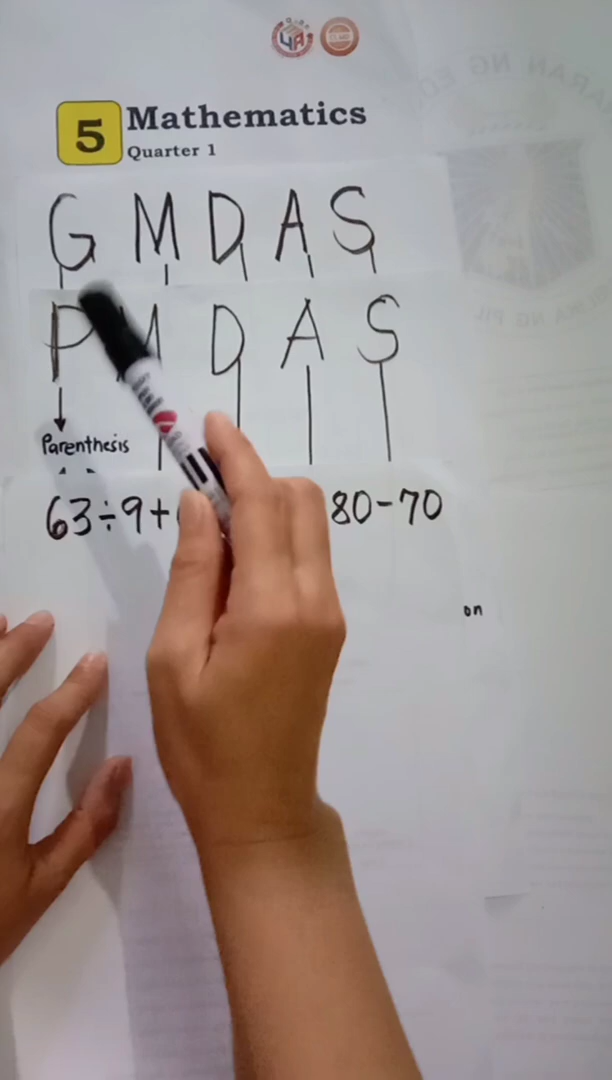 5 Mathematics
Quarter 1
G M D A S
P M D A S
Parenthesis
63÷9+ 80-70
on